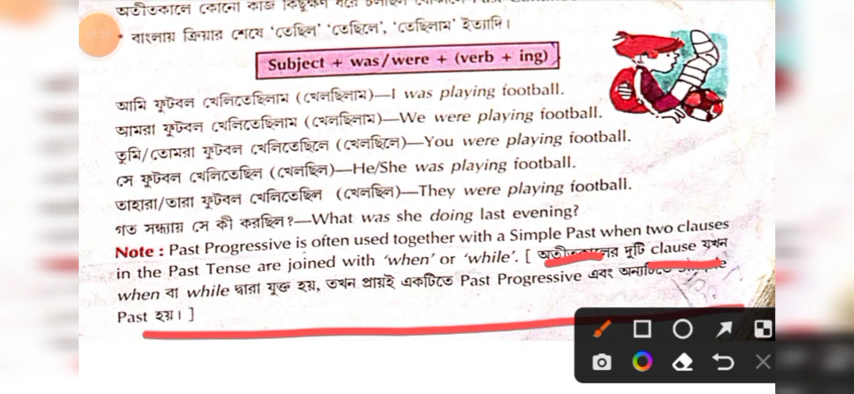 অতীতকালে কোনো কাজ কিছুক্ষণ ধরে
• বাংলায় ক্রিয়ার শেষে ‘তেছিল’ ‘তেছিলে’, ‘তেছিলাম’ ইত্যাদি।
Subject + was/were + (verb + ing)
আমি ফুটবল খেলিতেছিলাম (খেলছিলাম)—I was playing football.
আমরা ফুটবল খেলিতেছিলাম (খেলছিলাম)—We were playing football.
তুমি/তোমরা ফুটবল খেলিতেছিলে (খেলছিলে)—You were playing football.
সে ফুটবল খেলিতেছিল (খেলছিল)—He/She was playing football.
তাহারা/তারা ফুটবল খেলিতেছিল (খেলছিল)—They were playing football.
গত সন্ধ্যায় সে কী করছিল?—What was she doing last evening?
Note : Past Progressive is often used together with a Simple Past when two clauses
in the Past Tense are joined with ‘when’ or ‘while’. [ অতীতকালের দুটি clause যখন
when বা while দ্বারা যুক্ত হয়, তখন প্রায়ই একটিতে Past Progressive এবং অন্যটিতে
Past হয়। ]